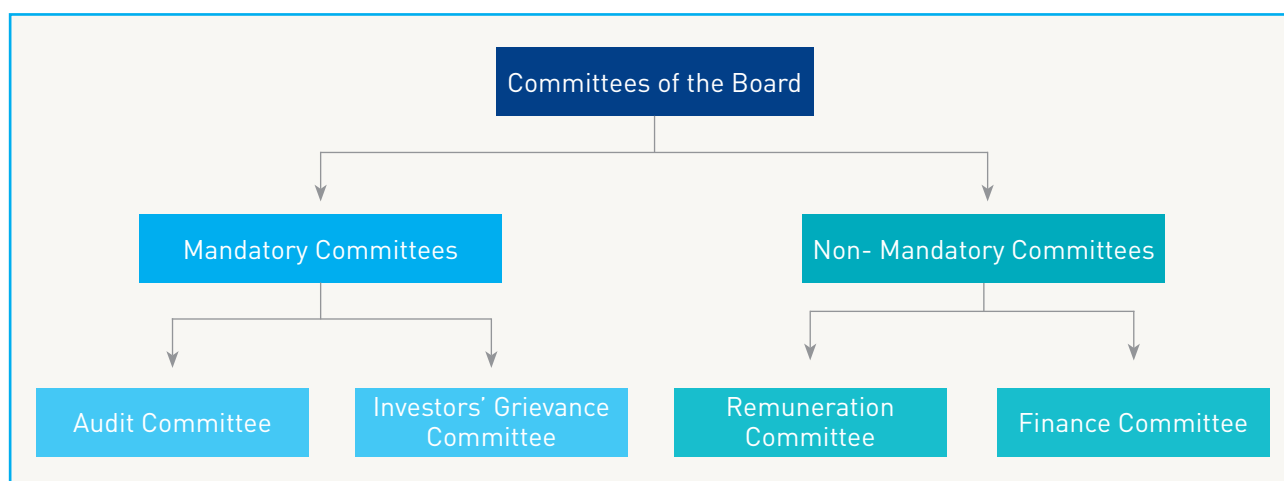 Committees of the Board
Mandatory Committees
Non- Mandatory Committees
Audit Committee
Investors’ Grievance
Committee
Remuneration
Committee
Finance Committee